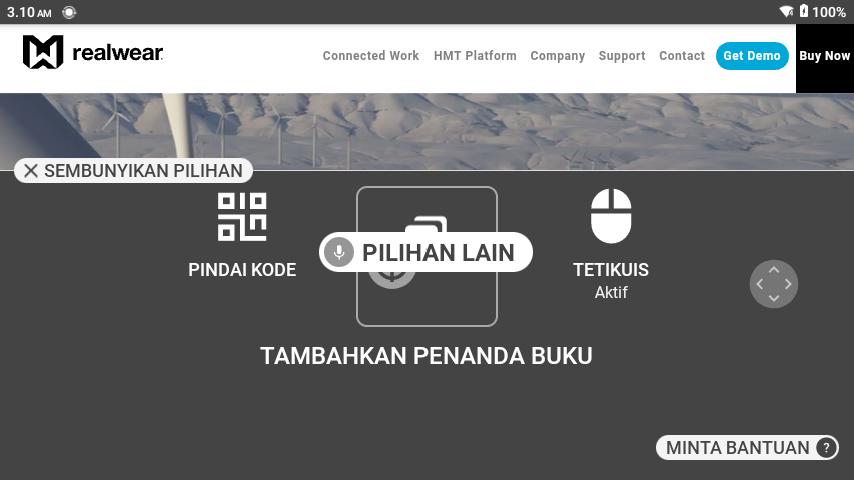 3.10 AM
100%
realwear
Connected Work
HMT Platform
Company
Support
Contact
Get Demo
Buy Now
SEMBUNYIKAN PILIHAN
PILIHAN LAIN
PINDAI KODE
TETIKUIS
Aktif
TAMBAHKAN PENANDA BUKU
MINTA BANTUAN ?